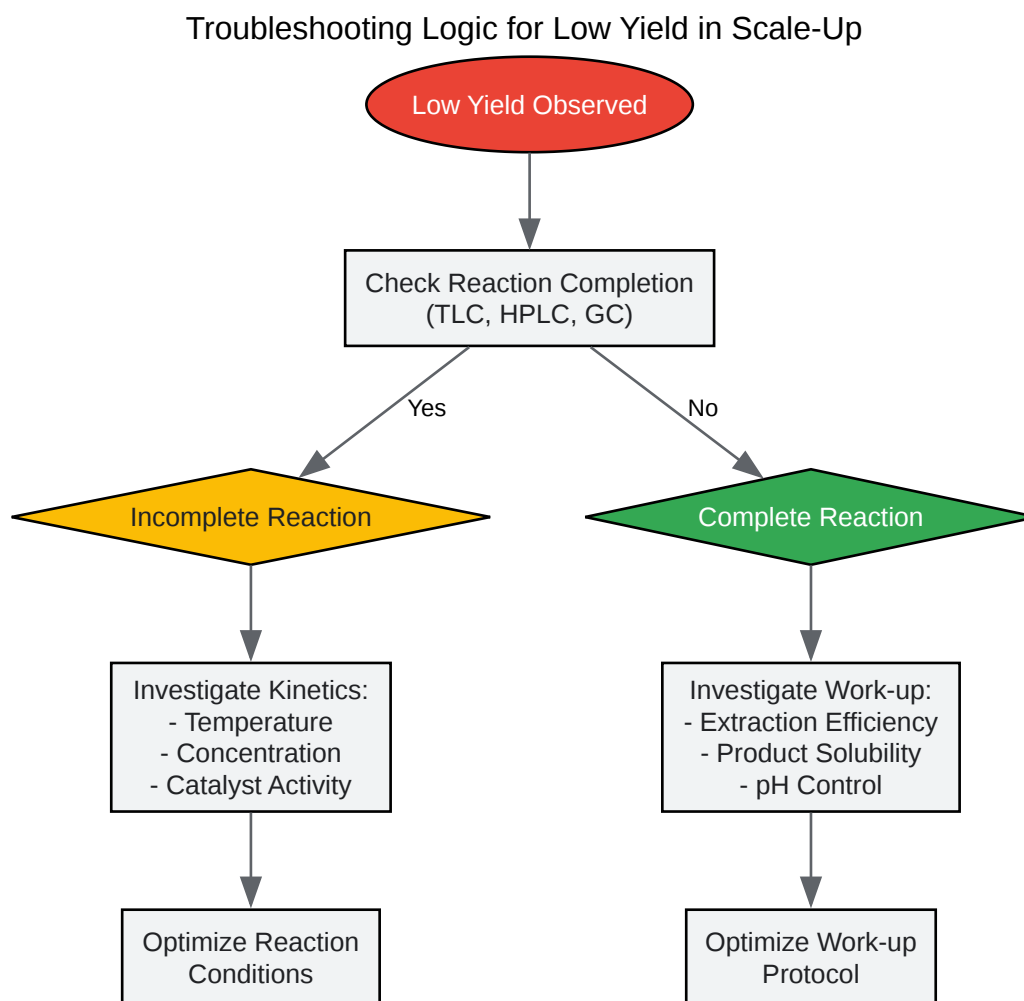 Troubleshooting Logic for Low Yield in Scale-Up
Low Yield Observed
Check Reaction Completion
(TLC, HPLC, GC)
Yes
No
Incomplete Reaction
Complete Reaction
Investigate Kinetics:
- Temperature
- Concentration
- Catalyst Activity
Investigate Work-up:
- Extraction Efficiency
- Product Solubility
- pH Control
Optimize Reaction
Conditions
Optimize Work-up
Protocol